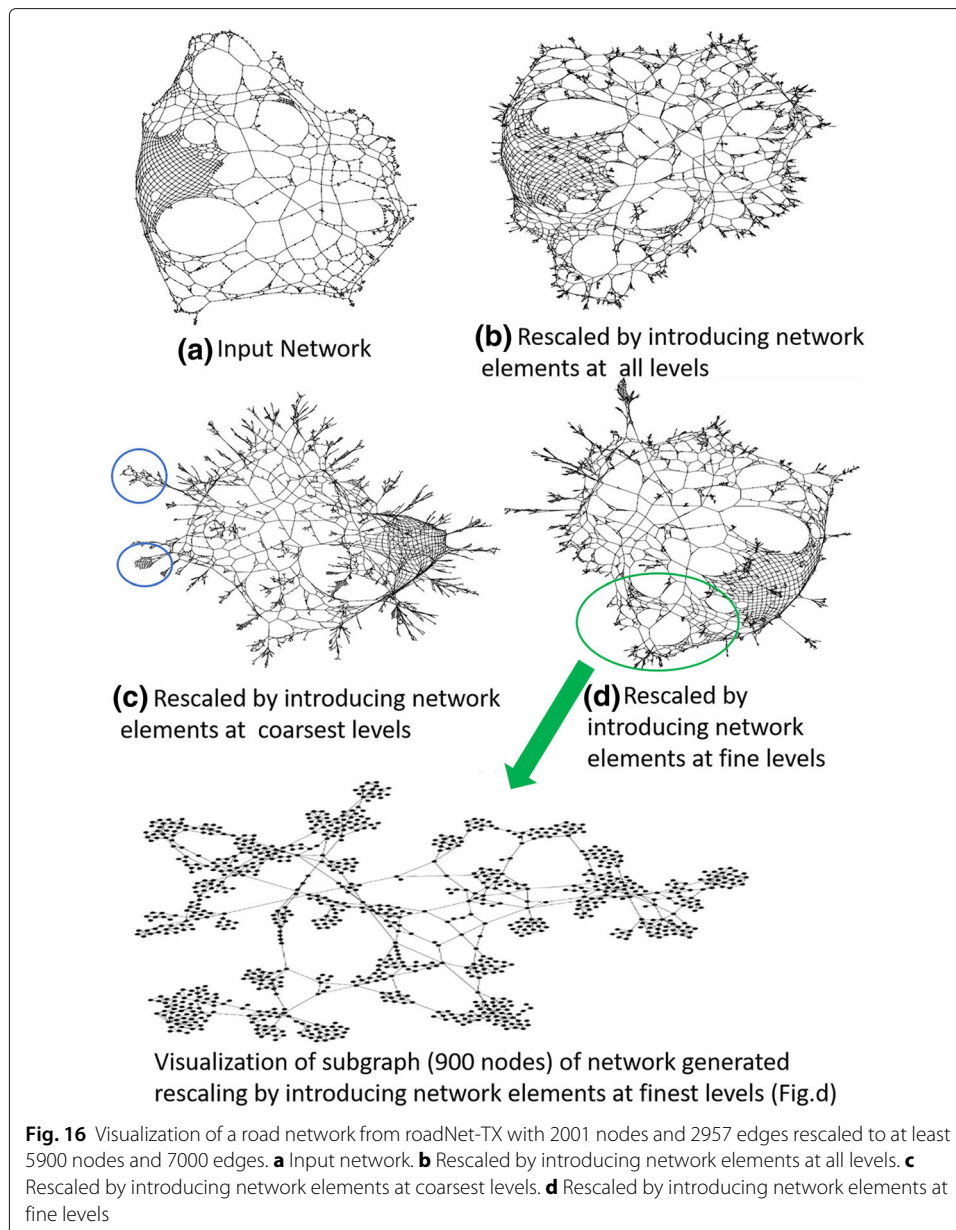 (a) Input Network
(b) Rescaled by introducing network
elements at all levels
(c) Rescaled by introducing network
elements at coarsest levels
(d) Rescaled by
introducing network
elements at fine levels
Visualization of subgraph (900 nodes) of network generated
rescaling by introducing network elements at finest levels (Fig.d)
Fig. 16 Visualization of a road network from roadNet-TX with 2001 nodes and 2957 edges rescaled to at least
5900 nodes and 7000 edges. a Input network. b Rescaled by introducing network elements at all levels. c
Rescaled by introducing network elements at coarsest levels. d Rescaled by introducing network elements at
fine levels